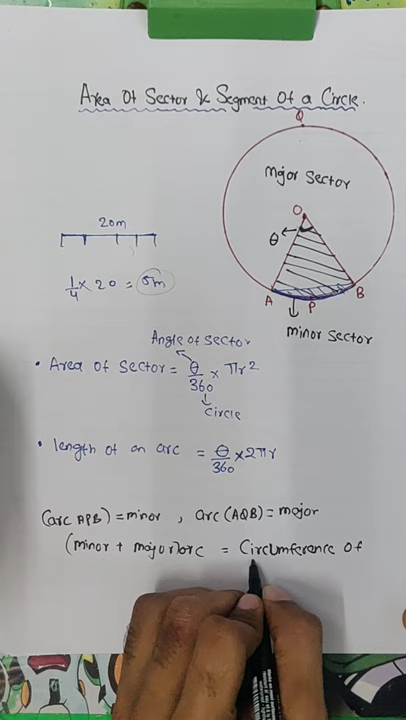 Area Of Sector & Segment Of a Circle.
Q
Major Sector
O
θ
A
P
B
minor sector
20m
1/4 × 20 = 5m
Angle of sector
• Area of Sector = θ/360 × πr²
Circle
• length of an arc = θ/360 × 2πr
(arc APB) = minor , arc (AQB) = major
(minor + major) arc = Circumference Of